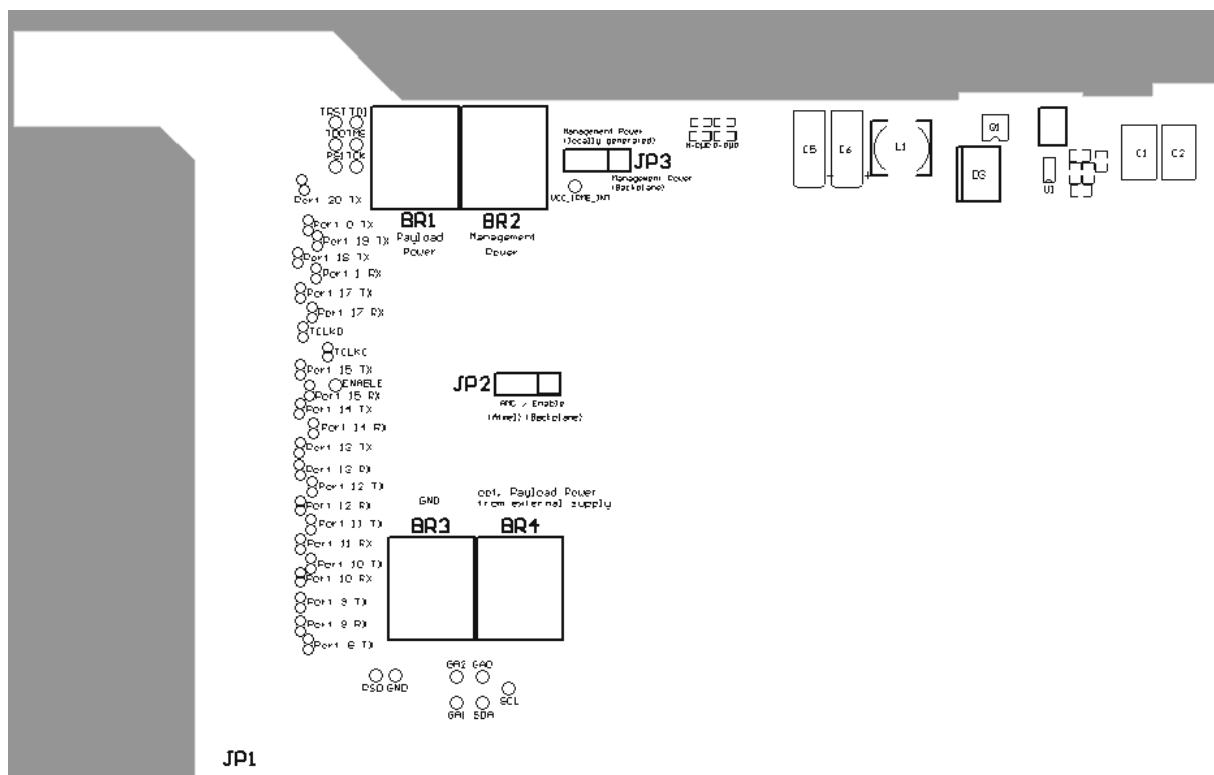 TRST TDI
TDO TMS
PS1 TCK
Port 20 TX
Port 0 TX
Port 19 TX
Port 18 TX
Port 1 RX
Port 17 TX
Port 17 RX
TCLKD
TCLKC
Port 15 TX
ENABLE
Port 15 RX
Port 14 TX
Port 14 RX
Port 13 TX
Port 13 RX
Port 12 TX
Port 12 RX
Port 11 TX
Port 11 RX
Port 10 TX
Port 10 RX
Port 9 TX
Port 9 RX
Port 8 TX
BR1
Payload
Power
BR2
Management
Power
Management Power
(locally generated)
JP3
Management Power
(Backplane)
C5
C6
L1
Q1
D3
U1
C1
C2
JP2
AMC / Enable
(Atmel) (Backplane)
GND
opt. Payload Power
from external supply
BR3
BR4
GND
GA2 GA0
SCL
GA1 SDA
JP1